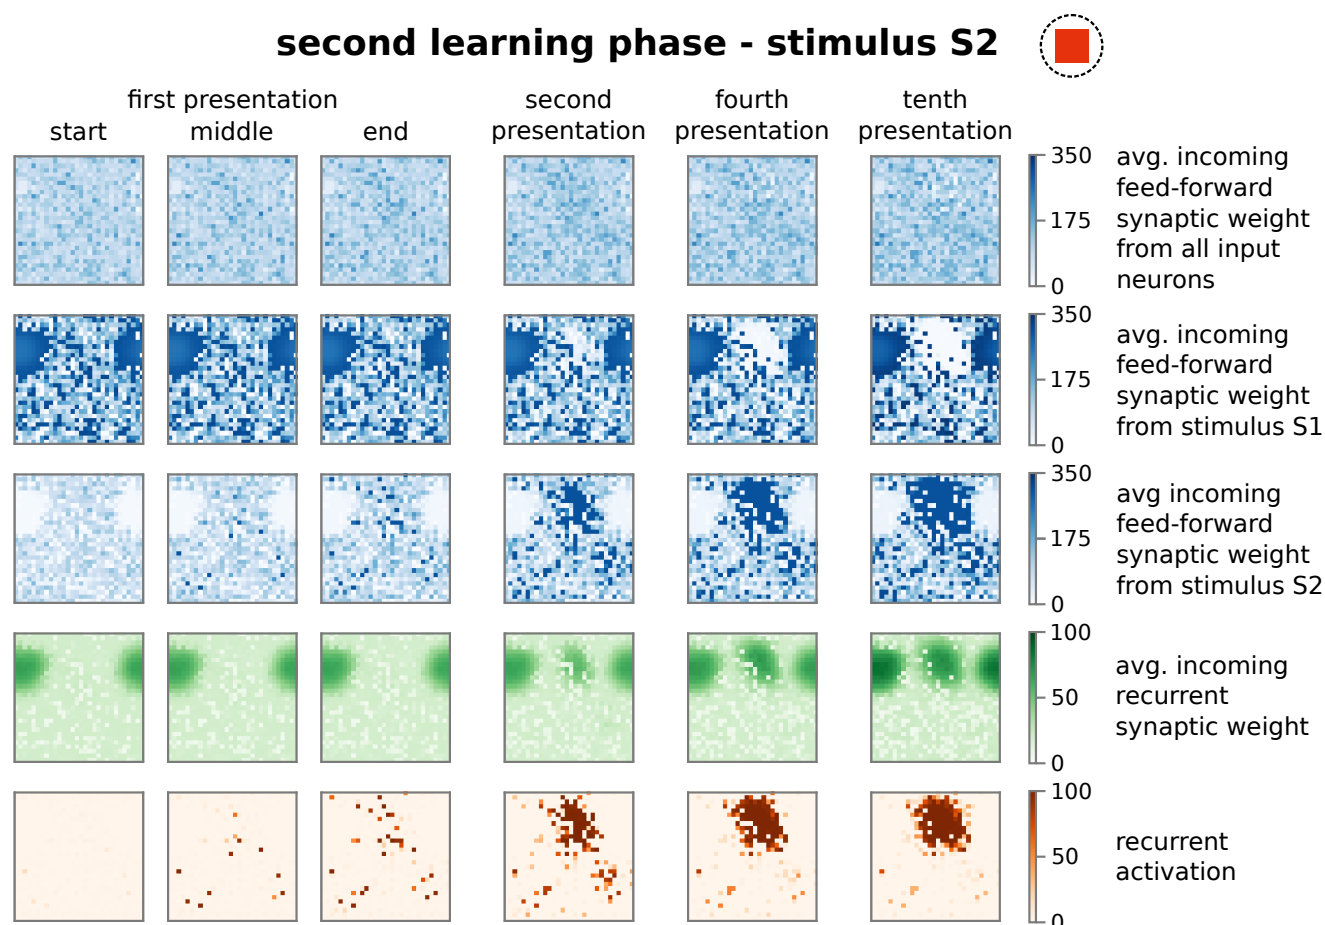 second learning phase - stimulus S2
first presentation
start middle end
second presentation
fourth presentation
tenth presentation
350
175
0
avg. incoming
feed-forward
synaptic weight
from all input
neurons
350
175
0
avg. incoming
feed-forward
synaptic weight
from stimulus S1
350
175
0
avg incoming
feed-forward
synaptic weight
from stimulus S2
100
50
0
avg. incoming
recurrent
synaptic weight
100
50
0
recurrent
activation